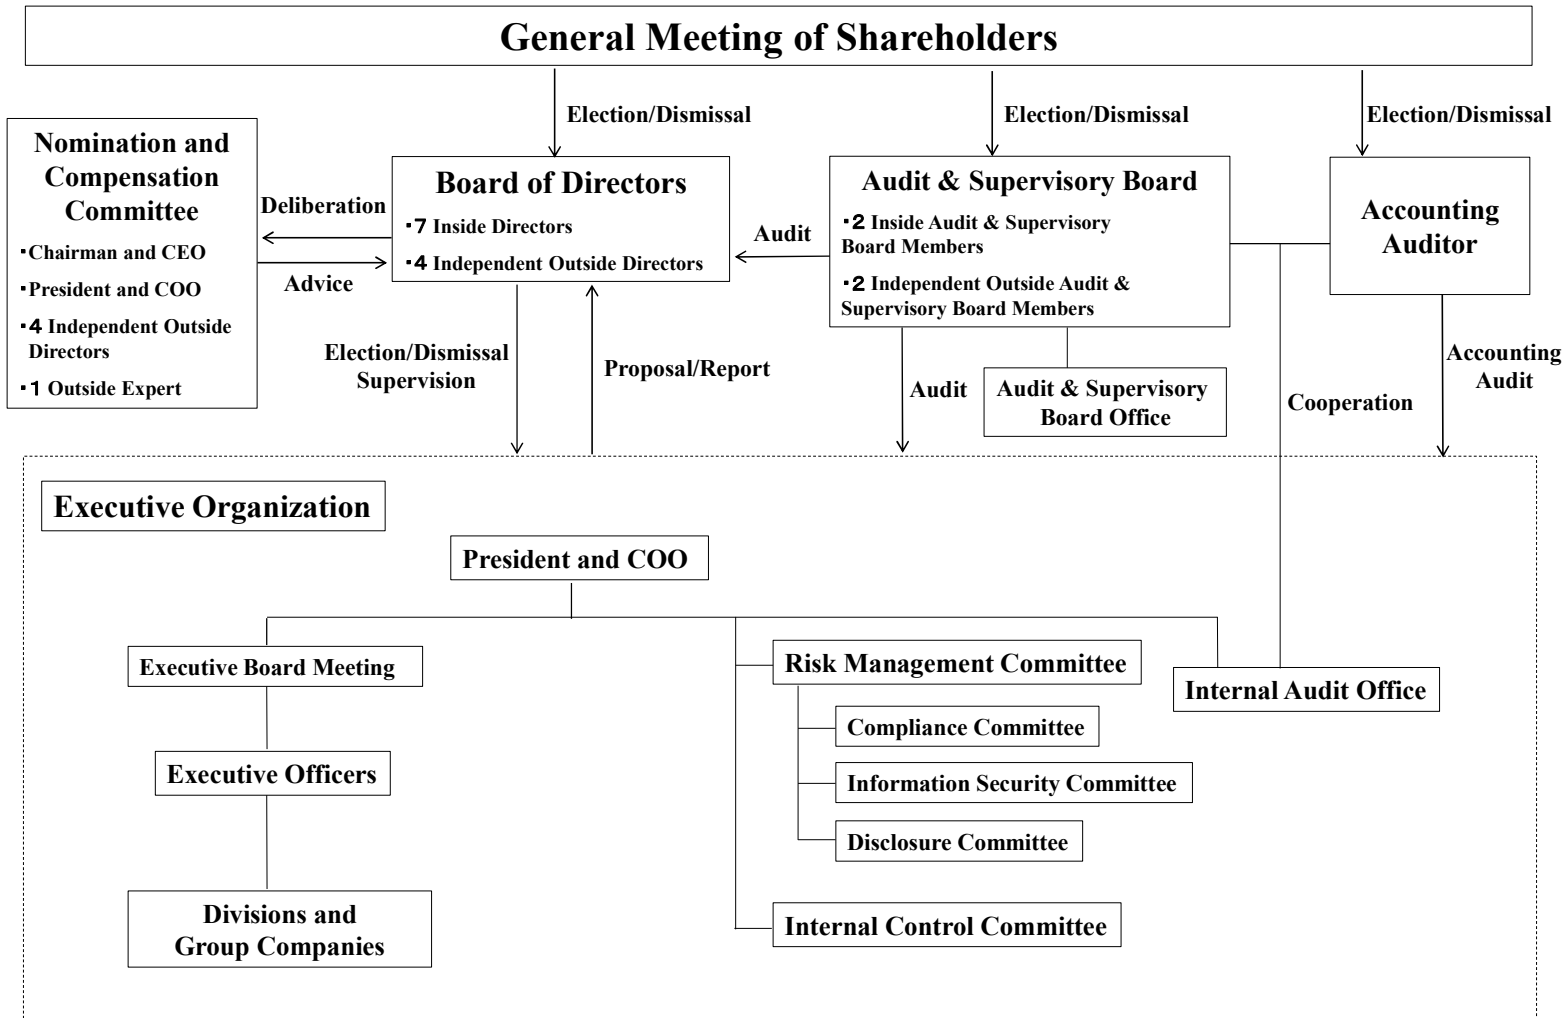 General Meeting of Shareholders
Election/Dismissal
Election/Dismissal
Election/Dismissal
Nomination and
Compensation
Committee
・Chairman and CEO
・President and COO
・4 Independent Outside
Directors
・1 Outside Expert
Deliberation
Advice
Board of Directors
・7 Inside Directors
・4 Independent Outside Directors
Audit
Audit & Supervisory Board
・2 Inside Audit & Supervisory
Board Members
・2 Independent Outside Audit &
Supervisory Board Members
Accounting
Auditor
Election/Dismissal
Supervision
Proposal/Report
Audit
Audit & Supervisory
Board Office
Cooperation
Accounting
Audit
Executive Organization
President and COO
Executive Board Meeting
Executive Officers
Divisions and
Group Companies
Risk Management Committee
Compliance Committee
Information Security Committee
Disclosure Committee
Internal Control Committee
Internal Audit Office